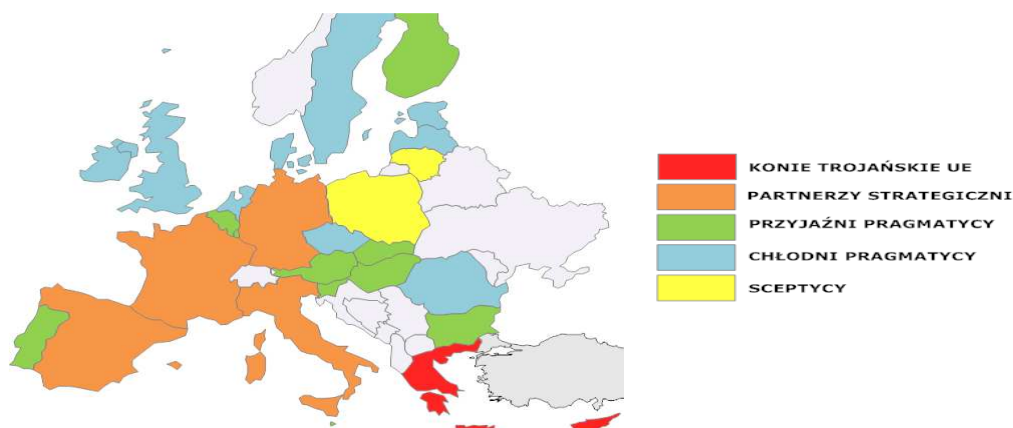 KONIE TROJAŃSKIE UE
PARTNERZY STRATEGICZNI
PRZYJAŹNI PRAGMATYCY
CHŁODNI PRAGMATYCY
SCEPTYCY